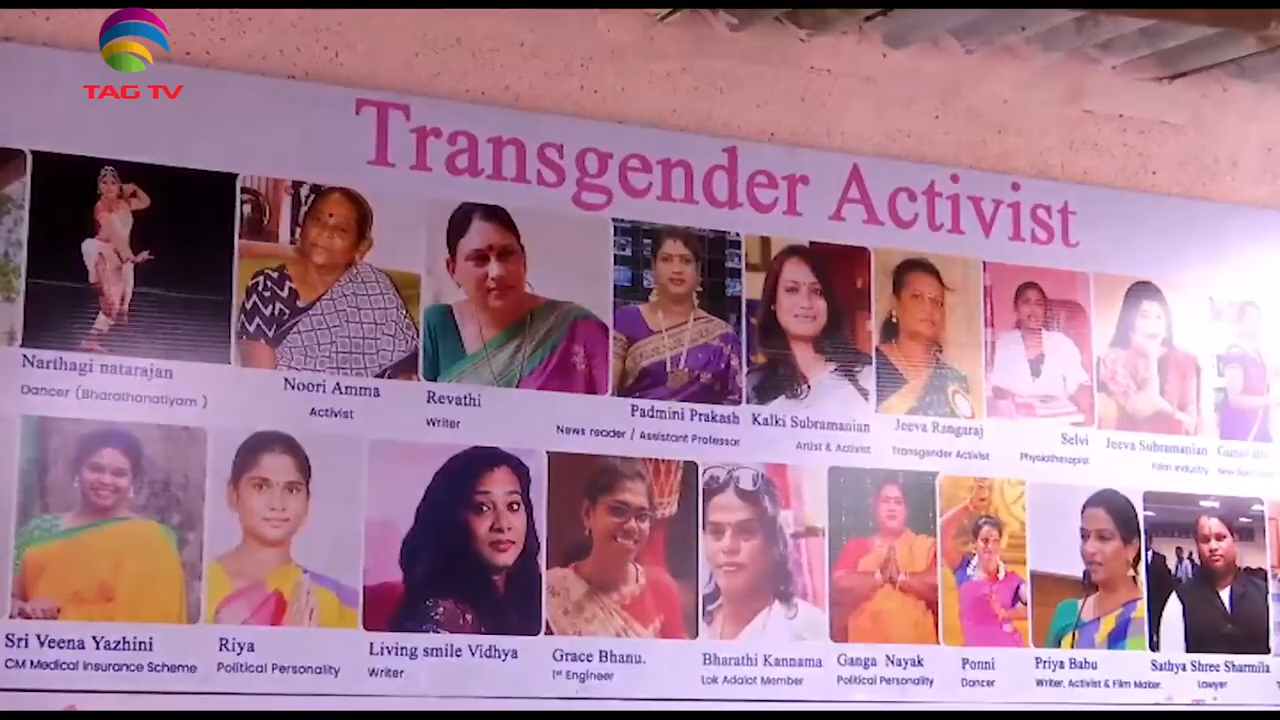 TAG TV
Transgender Activist
Narthagi natarajan
Dancer (Bharathanatiyam )
Noori Amma
Activist
Revathi
Writer
Padmini Prakash
News reader / Assistant Professor
Kalki Subramanian
Artist & Activist
Jeeva Rangaraj
Transgender Activist
Selvi
Physiotherapist
Jeeva Subramanian
Film industry
Sri Veena Yazhini
CM Medical Insurance Scheme
Riya
Political Personality
Living smile Vidhya
Writer
Grace Bhanu.
1st Engineer
Bharathi Kannama
Lok Adalat Member
Ganga Nayak
Political Personality
Ponni
Dancer
Priya Babu
Writer, Activist & Film Maker.
Sathya Shree Sharmila
Lawyer